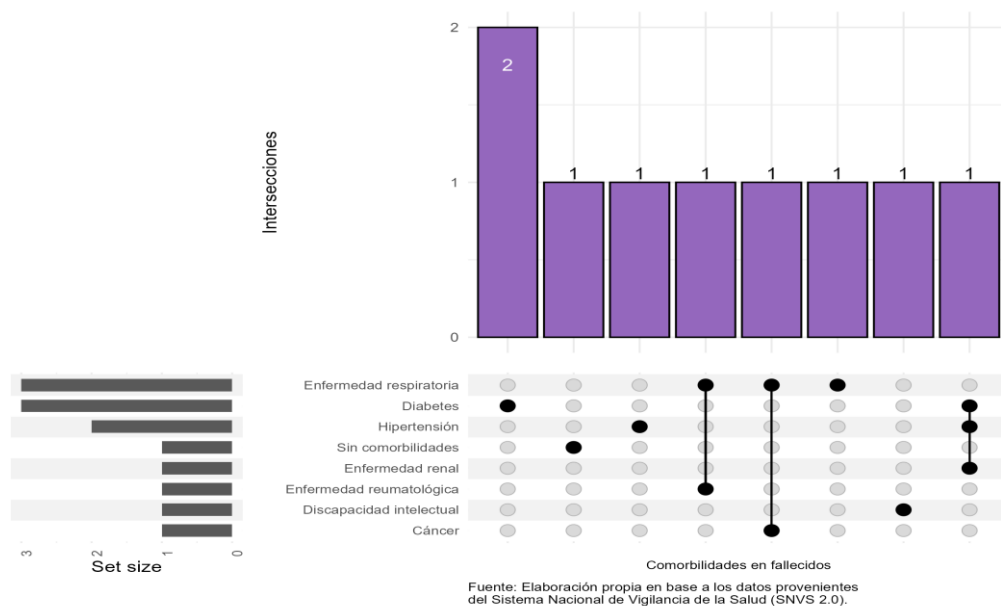 2
2
1
1
1
1
1
1
1
1
0
Intersecciones
Enfermedad respiratoria
Diabetes
Hipertensión
Sin comorbilidades
Enfermedad renal
Enfermedad reumatológica
Discapacidad intelectual
Cáncer
3
2
1
0
Set size
Comorbilidades en fallecidos
Fuente: Elaboración propia en base a los datos provenientes
del Sistema Nacional de Vigilancia de la Salud (SNVS 2.0).